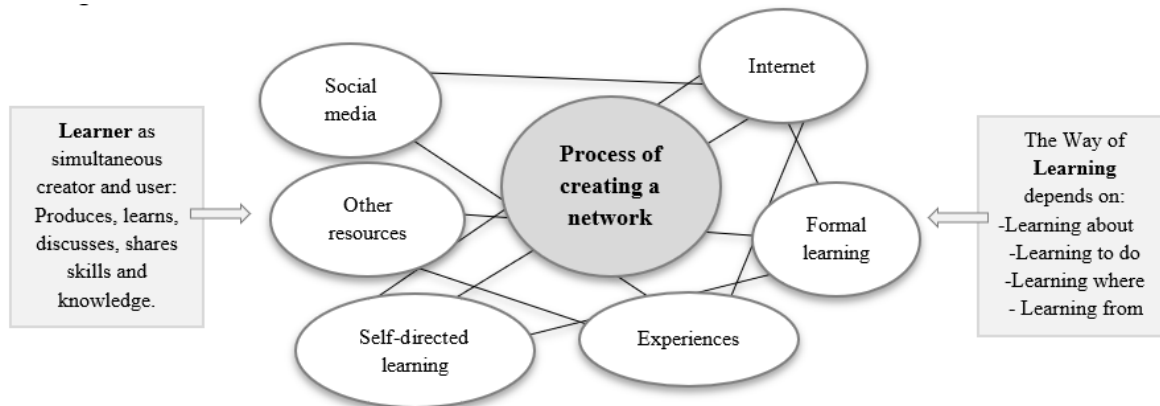 Learner as
simultaneous
creator and user:
Produces, learns,
discusses, shares
skills and
knowledge.
Social
media
Other
resources
Self-directed
learning
Process of
creating a
network
Internet
Formal
learning
Experiences
The Way of
Learning
depends on:
-Learning about
-Learning to do
-Learning where
- Learning from